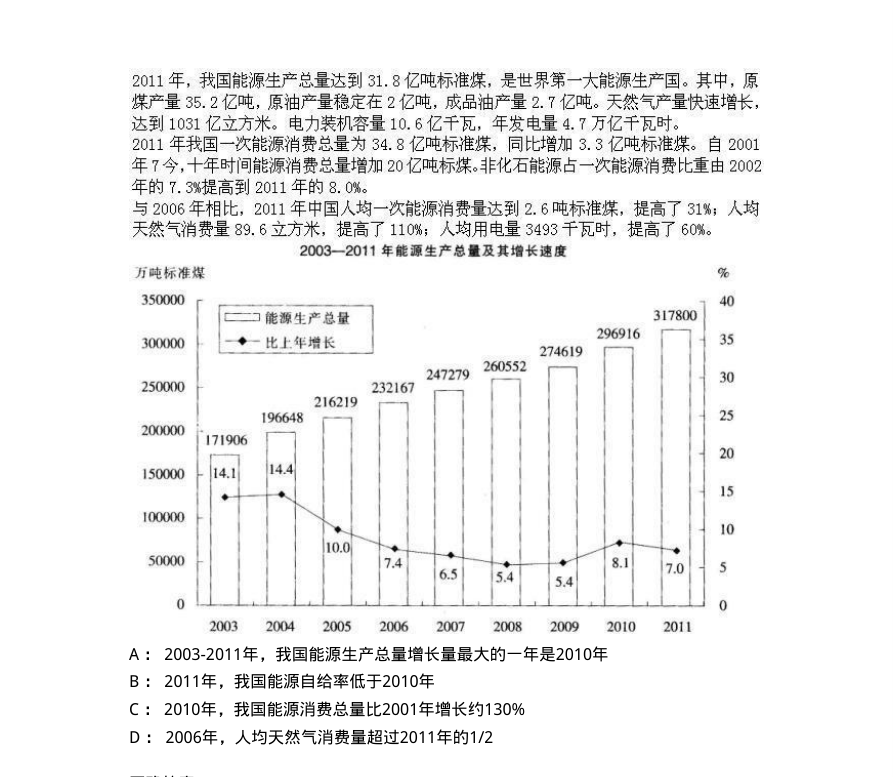 2011 年，我国能源生产总量达到 31.8 亿吨标准煤，是世界第一大能源生产国。其中，原
煤产量 35.2 亿吨，原油产量稳定在 2 亿吨，成品油产量 2.7 亿吨。天然气产量快速增长，
达到 1031 亿立方米。电力装机容量 10.6 亿千瓦，年发电量 4.7 万亿千瓦时。
2011 年我国一次能源消费总量为 34.8 亿吨标准煤，同比增加 3.3 亿吨标准煤。自 2001
年 7 今，十年时间能源消费总量增加 20 亿吨标煤。非化石能源占一次能源消费比重由 2002
年的 7.3%提高到 2011 年的 8.0%。
与 2006 年相比，2011 年中国人均一次能源消费量达到 2.6 吨标准煤，提高了 31%；人均
天然气消费量 89.6 立方米，提高了 110%；人均用电量 3493 千瓦时，提高了 60%。
2003—2011 年能源生产总量及其增长速度
万吨标准煤 %
350000 40
能源生产总量
比上年增长
300000 35
250000 30
200000 25
150000 20
100000 15
50000 10
0 5
0
171906 196648 216219 232167 247279 260552 274619 296916 317800
14.1 14.4 10.0 7.4 6.5 5.4 5.4 8.1 7.0
2003 2004 2005 2006 2007 2008 2009 2010 2011
A： 2003-2011年，我国能源生产总量增长量最大的一年是2010年
B： 2011年，我国能源自给率低于2010年
C： 2010年，我国能源消费总量比2001年增长约130%
D： 2006年，人均天然气消费量超过2011年的1/2